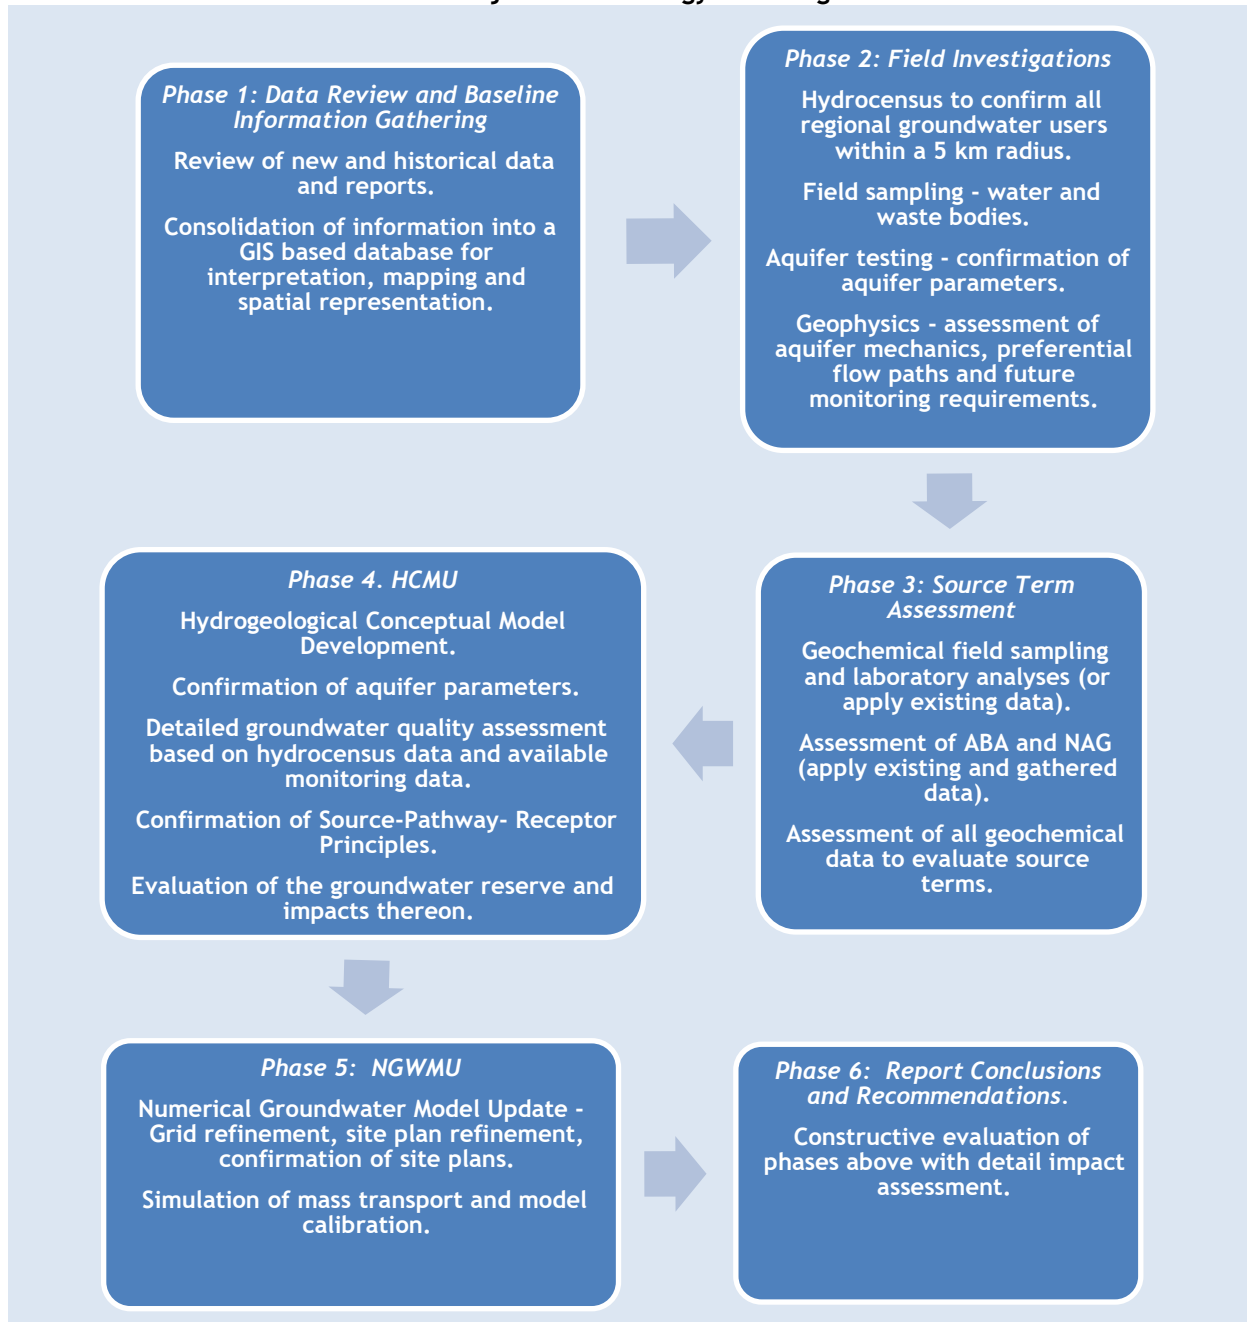 Phase 1: Data Review and Baseline
Information Gathering
Review of new and historical data
and reports.
Consolidation of information into a
GIS based database for
interpretation, mapping and
spatial representation.
Phase 2: Field Investigations
Hydrocensus to confirm all
regional groundwater users
within a 5 km radius.
Field sampling - water and
waste bodies.
Aquifer testing - confirmation of
aquifer parameters.
Geophysics - assessment of
aquifer mechanics, preferential
flow paths and future
monitoring requirements.
Phase 3: Source Term
Assessment
Geochemical field sampling
and laboratory analyses (or
apply existing data).
Assessment of ABA and NAG
(apply existing and gathered
data).
Assessment of all geochemical
data to evaluate source
terms.
Phase 4. HCMU
Hydrogeological Conceptual Model
Development.
Confirmation of aquifer parameters.
Detailed groundwater quality assessment
based on hydrocensus data and available
monitoring data.
Confirmation of Source-Pathway- Receptor
Principles.
Evaluation of the groundwater reserve and
impacts thereon.
Phase 5:  NGWMU
Numerical Groundwater Model Update -
Grid refinement, site plan refinement,
confirmation of site plans.
Simulation of mass transport and model
calibration.
Phase 6:  Report Conclusions
and Recommendations.
Constructive evaluation of
phases above with detail impact
assessment.